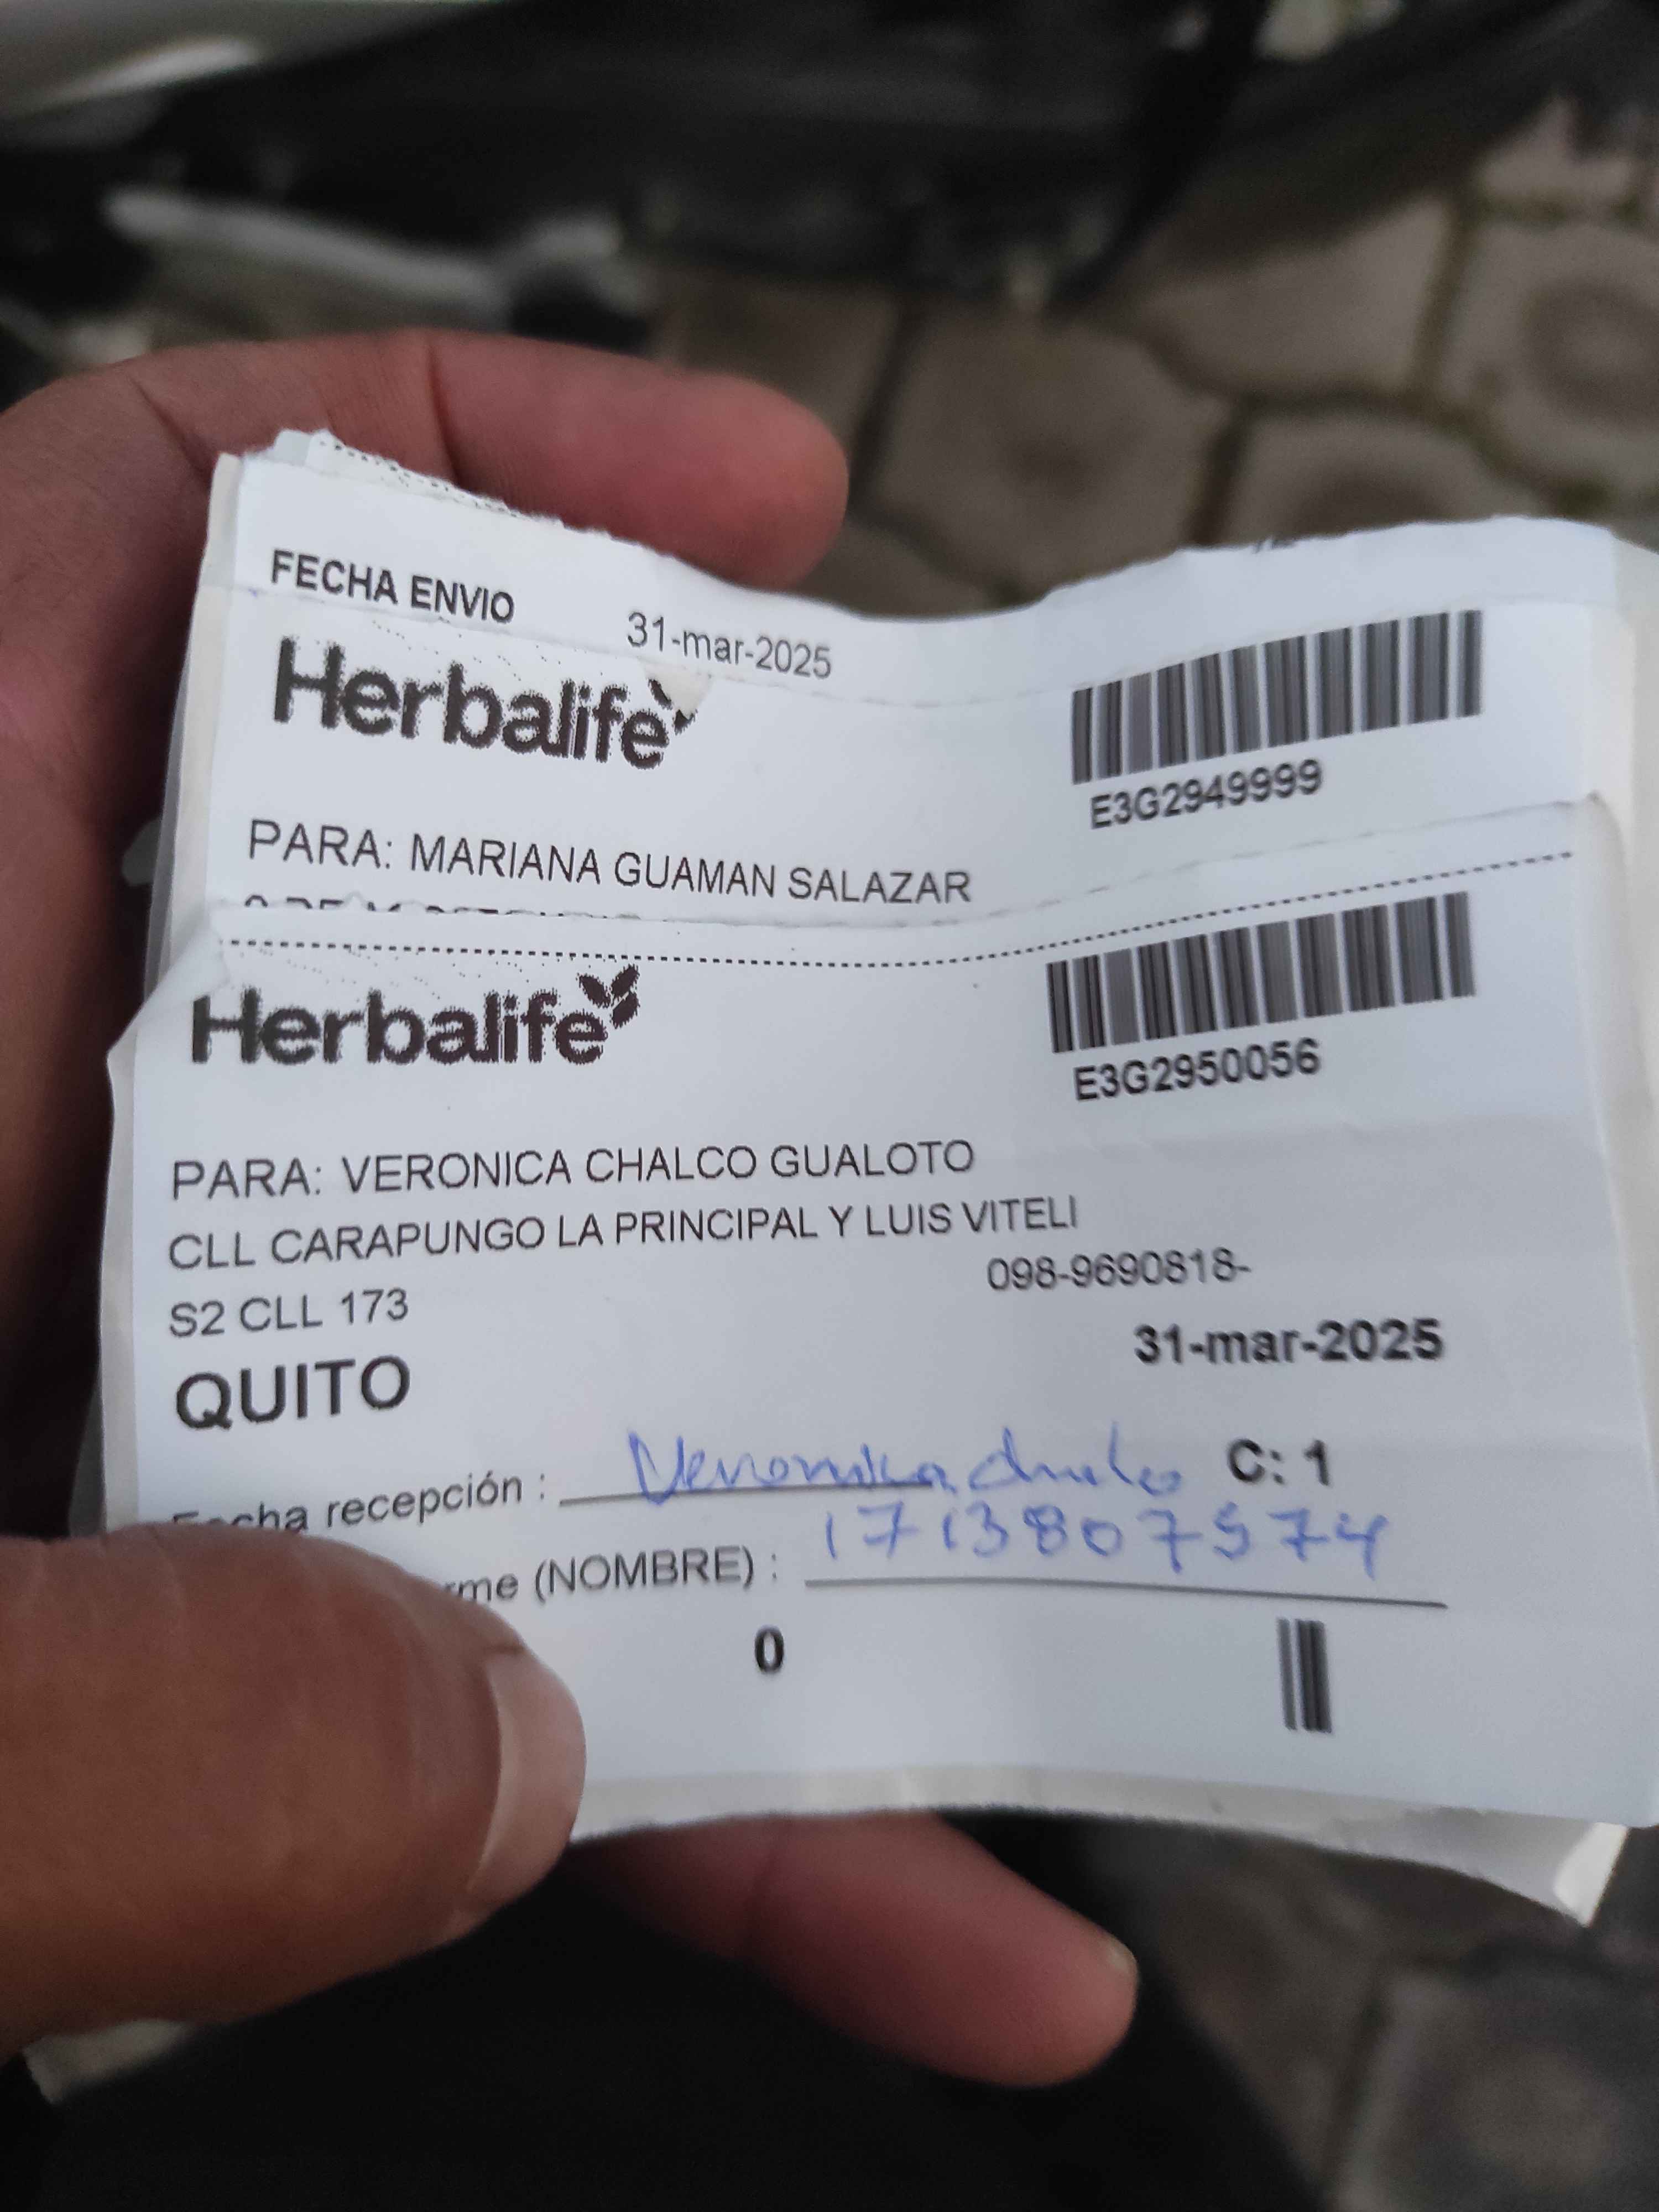 FECHA ENVIO 31-mar-2025
Herbalife
E3G2949999
PARA: MARIANA GUAMAN SALAZAR
Herbalife
E3G2950056
PARA: VERONICA CHALCO GUALOTO
CLL CARAPUNGO LA PRINCIPAL Y LUIS VITELI
098-9690818-
S2 CLL 173
31-mar-2025
QUITO
C: 1
recepción : Veronica
(NOMBRE) : 1713807574
0